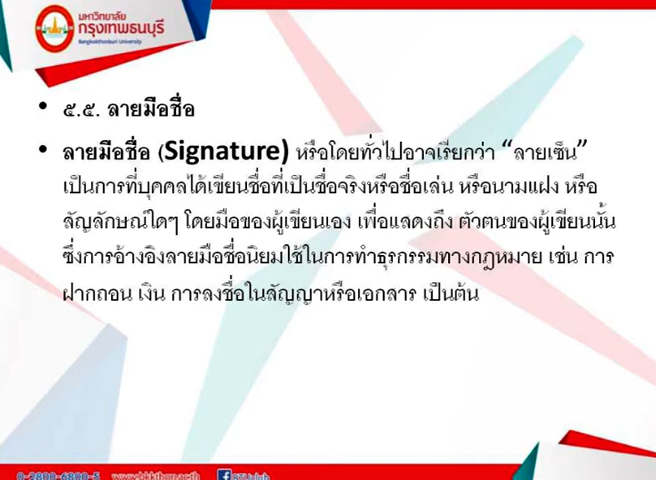 มหาวิทยาลัย
กรุงเทพธนบุรี
Bangkokthonburi University
• ๕.๕. ลายมือชื่อ
• ลายมือชื่อ (Signature) หรือโดยทั่วไปอาจเรียกว่า “ลายเซ็น”
เป็นการที่บุคคลได้เขียนชื่อที่เป็นชื่อจริงหรือชื่อเล่น หรือนามแฝง หรือ
สัญลักษณ์ใดๆ โดยมือของผู้เขียนเอง เพื่อแสดงถึง ตัวตนของผู้เขียนนั้น
ซึ่งการอ้างอิงลายมือชื่อนิยมใช้ในการทำธุรกรรมทางกฎหมาย เช่น การ
ฝากถอน เงิน การลงชื่อในสัญญาหรือเอกสาร เป็นต้น
0-2800-6800-5 www.bkkthon.ac.th